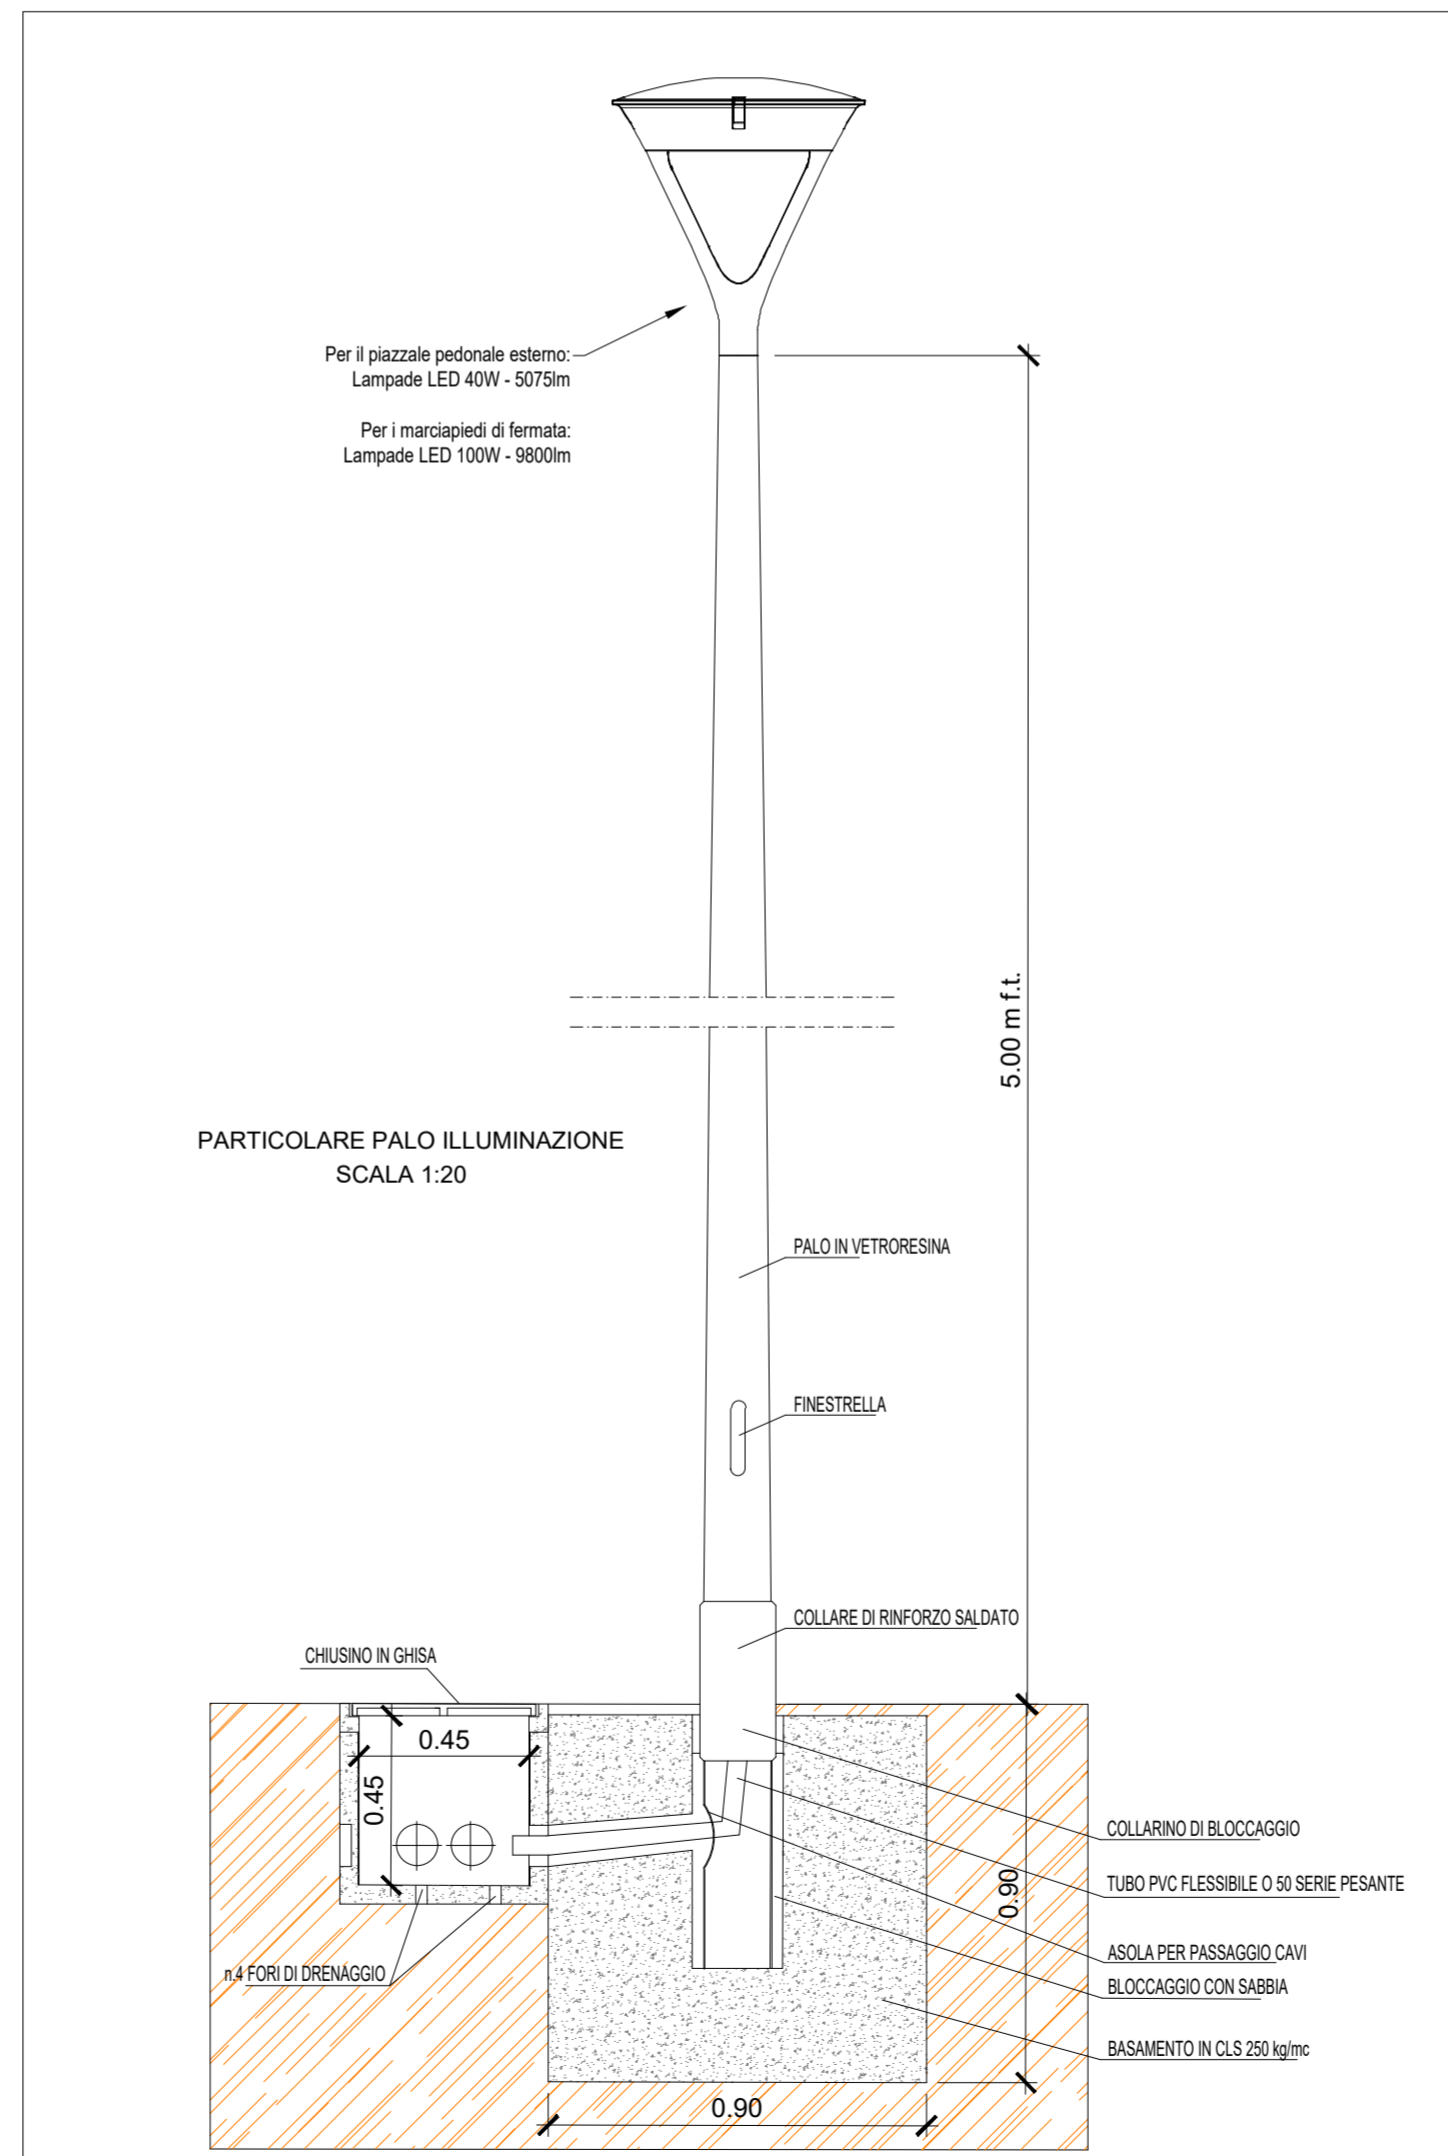 Per il piazzale pedonale esterno:
Lampade LED 40W - 5075lm
Per i marciapiedi di fermata:
Lampade LED 100W - 9800lm
5.00 m f.t.
PARTICOLARE PALO ILLUMINAZIONE
SCALA 1:20
PALO IN VETRORESINA
FINESTRELLA
COLLARE DI RINFORZO SALDATO
CHIUSINO IN GHISA
0.45
0.45
COLLARINO DI BLOCCAGGIO
TUBO PVC FLESSIBILE O 50 SERIE PESANTE
0.90
ASOLA PER PASSAGGIO CAVI
n.4 FORI DI DRENAGGIO
BLOCCAGGIO CON SABBIA
BASAMENTO IN CLS 250 kg/mc
0.90